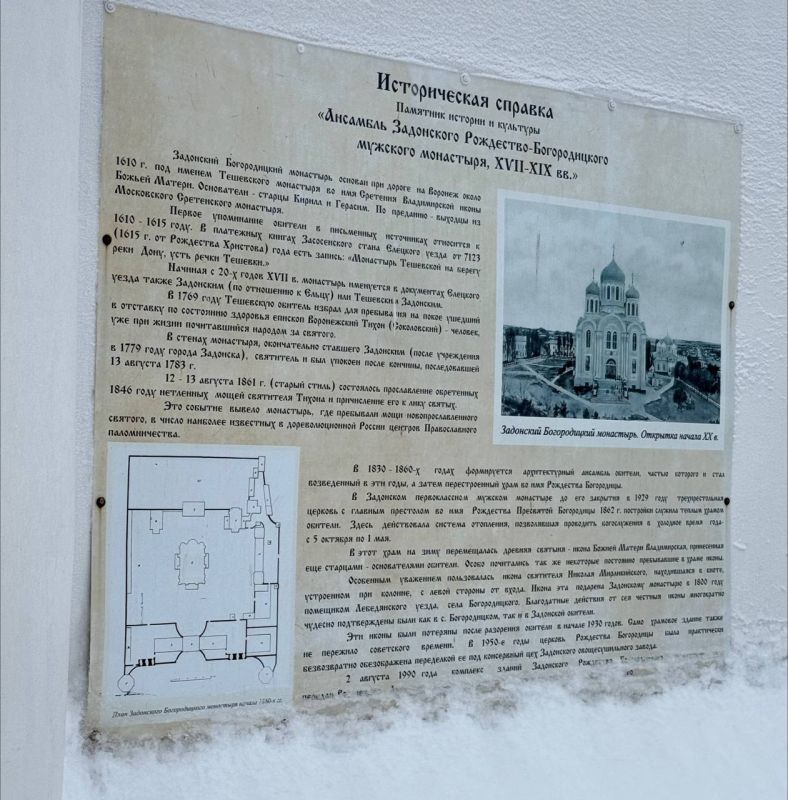 Историческая справка
Памятник истории и культуры
«Ансамбль Задонского Рождество-Богородицкого
мужского монастыря, XVII-XIX вв.»
Задонский Богородицкий монастырь основан при дороге на Воронеж около
1610 г. под именем Тешевского монастыря во имя Сретения Владимирской иконы
Божьей Матери. Основатели - старцы Кирилл и Герасим. По преданию - выходцы из
Московского Сретенского монастыря.
Первое упоминание обители в письменных источниках относится к
1610 - 1615 году. В платежных книгах Засосенского стана Елецкого уезда от 7123
(1615 г. от Рождества Христова) года есть запись: «Монастырь Тешевской на берегу
реки Дону, усть речки Тешевки.»
Начиная с 20-х годов XVII в. монастырь именуется в документах Елецкого
уезда также Задонским (по отношению к Ельцу) или Тешевски Задонским.
В 1769 году Тешевскую обитель избрал для пребывания на покое ушедший
в отставку по состоянию здоровья епископ Воронежский Тихон (Соколовский) - человек,
уже при жизни почитавшийся народом за святого.
В стенах монастыря, окончательно ставшего Задонским (после учреждения
в 1779 году города Задонска), святитель и был упокоен после кончины, последовавшей
13 августа 1783 г.
12 - 13 августа 1861 г. (старый стиль) состоялось прославление обретенных
1846 году нетленных мощей святителя Тихона и причисление его к лику святых.
Это событие вывело монастырь, где пребывали мощи новопрославленного
святого, в число наиболее известных в дореволюционной России центров Православного
паломничества.
Задонский Богородицкий монастырь. Открытка начала XX в.
В 1830 - 1860-х годах формируется архитектурный ансамбль обители, частью которого и стал
возведенный в эти годы, а затем перестроенный храм во имя Рождества Богородицы.
В Задонском первоклассном мужском монастыре до его закрытия в 1929 году трехпрестольная
церковь с главным престолом во имя Рождества Пресвятой Богородицы 1862 г. постройки служила теплым храмом
обители. Здесь действовала система отопления, позволявшая проводить богослужения в холодное время года-
с 5 октября по 1 мая.
В этот храм на зиму перемещалась древняя святыня - икона Божией Матери Владимирская, принесенная
еще старцами - основателями обители. Особо почитались так же некоторые постоянно пребывавшие в храме иконы.
Особенным уважением пользовалась икона святителя Николая Мирликийского, находившаяся в киоте,
устроенном при колонне, с левой стороны от входа. Икона эта подарена Задонскому монастырю в 1800 году
помещиком Лебедянского уезда, села Богородицкого. Благодатные действия от сея честныя иконы многократно
чудесно подтверждены были как в с. Богородицком, так и в Задонской обители.
Эти иконы были потеряны после разорения обители в начале 1930 годов. Само храмовое здание также
не пережило советского времени. В 1950-е годы церковь Рождества Богородицы была практически
безвозвратно обезображена переделкой ее под консервный цех Задонского овощесушильного завода.
2 августа 1990 года комплекс зданий Задонского
План Задонского Богородицкого монастыря начала